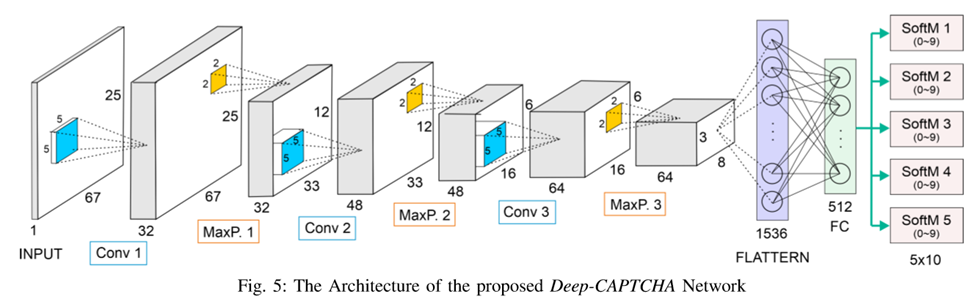 25
5
5
67
1
INPUT
Conv 1
2
2
25
67
32
MaxP. 1
12
5
5
33
32
Conv 2
2
2
12
33
48
MaxP. 2
6
5
5
16
48
Conv 3
6
2
2
16
64
MaxP. 3
3
8
64
1536
FLATTERN
512
FC
SoftM 1
(0~9)
SoftM 2
(0~9)
SoftM 3
(0~9)
SoftM 4
(0~9)
SoftM 5
(0~9)
5x10
Fig. 5: The Architecture of the proposed Deep-CAPTCHA Network